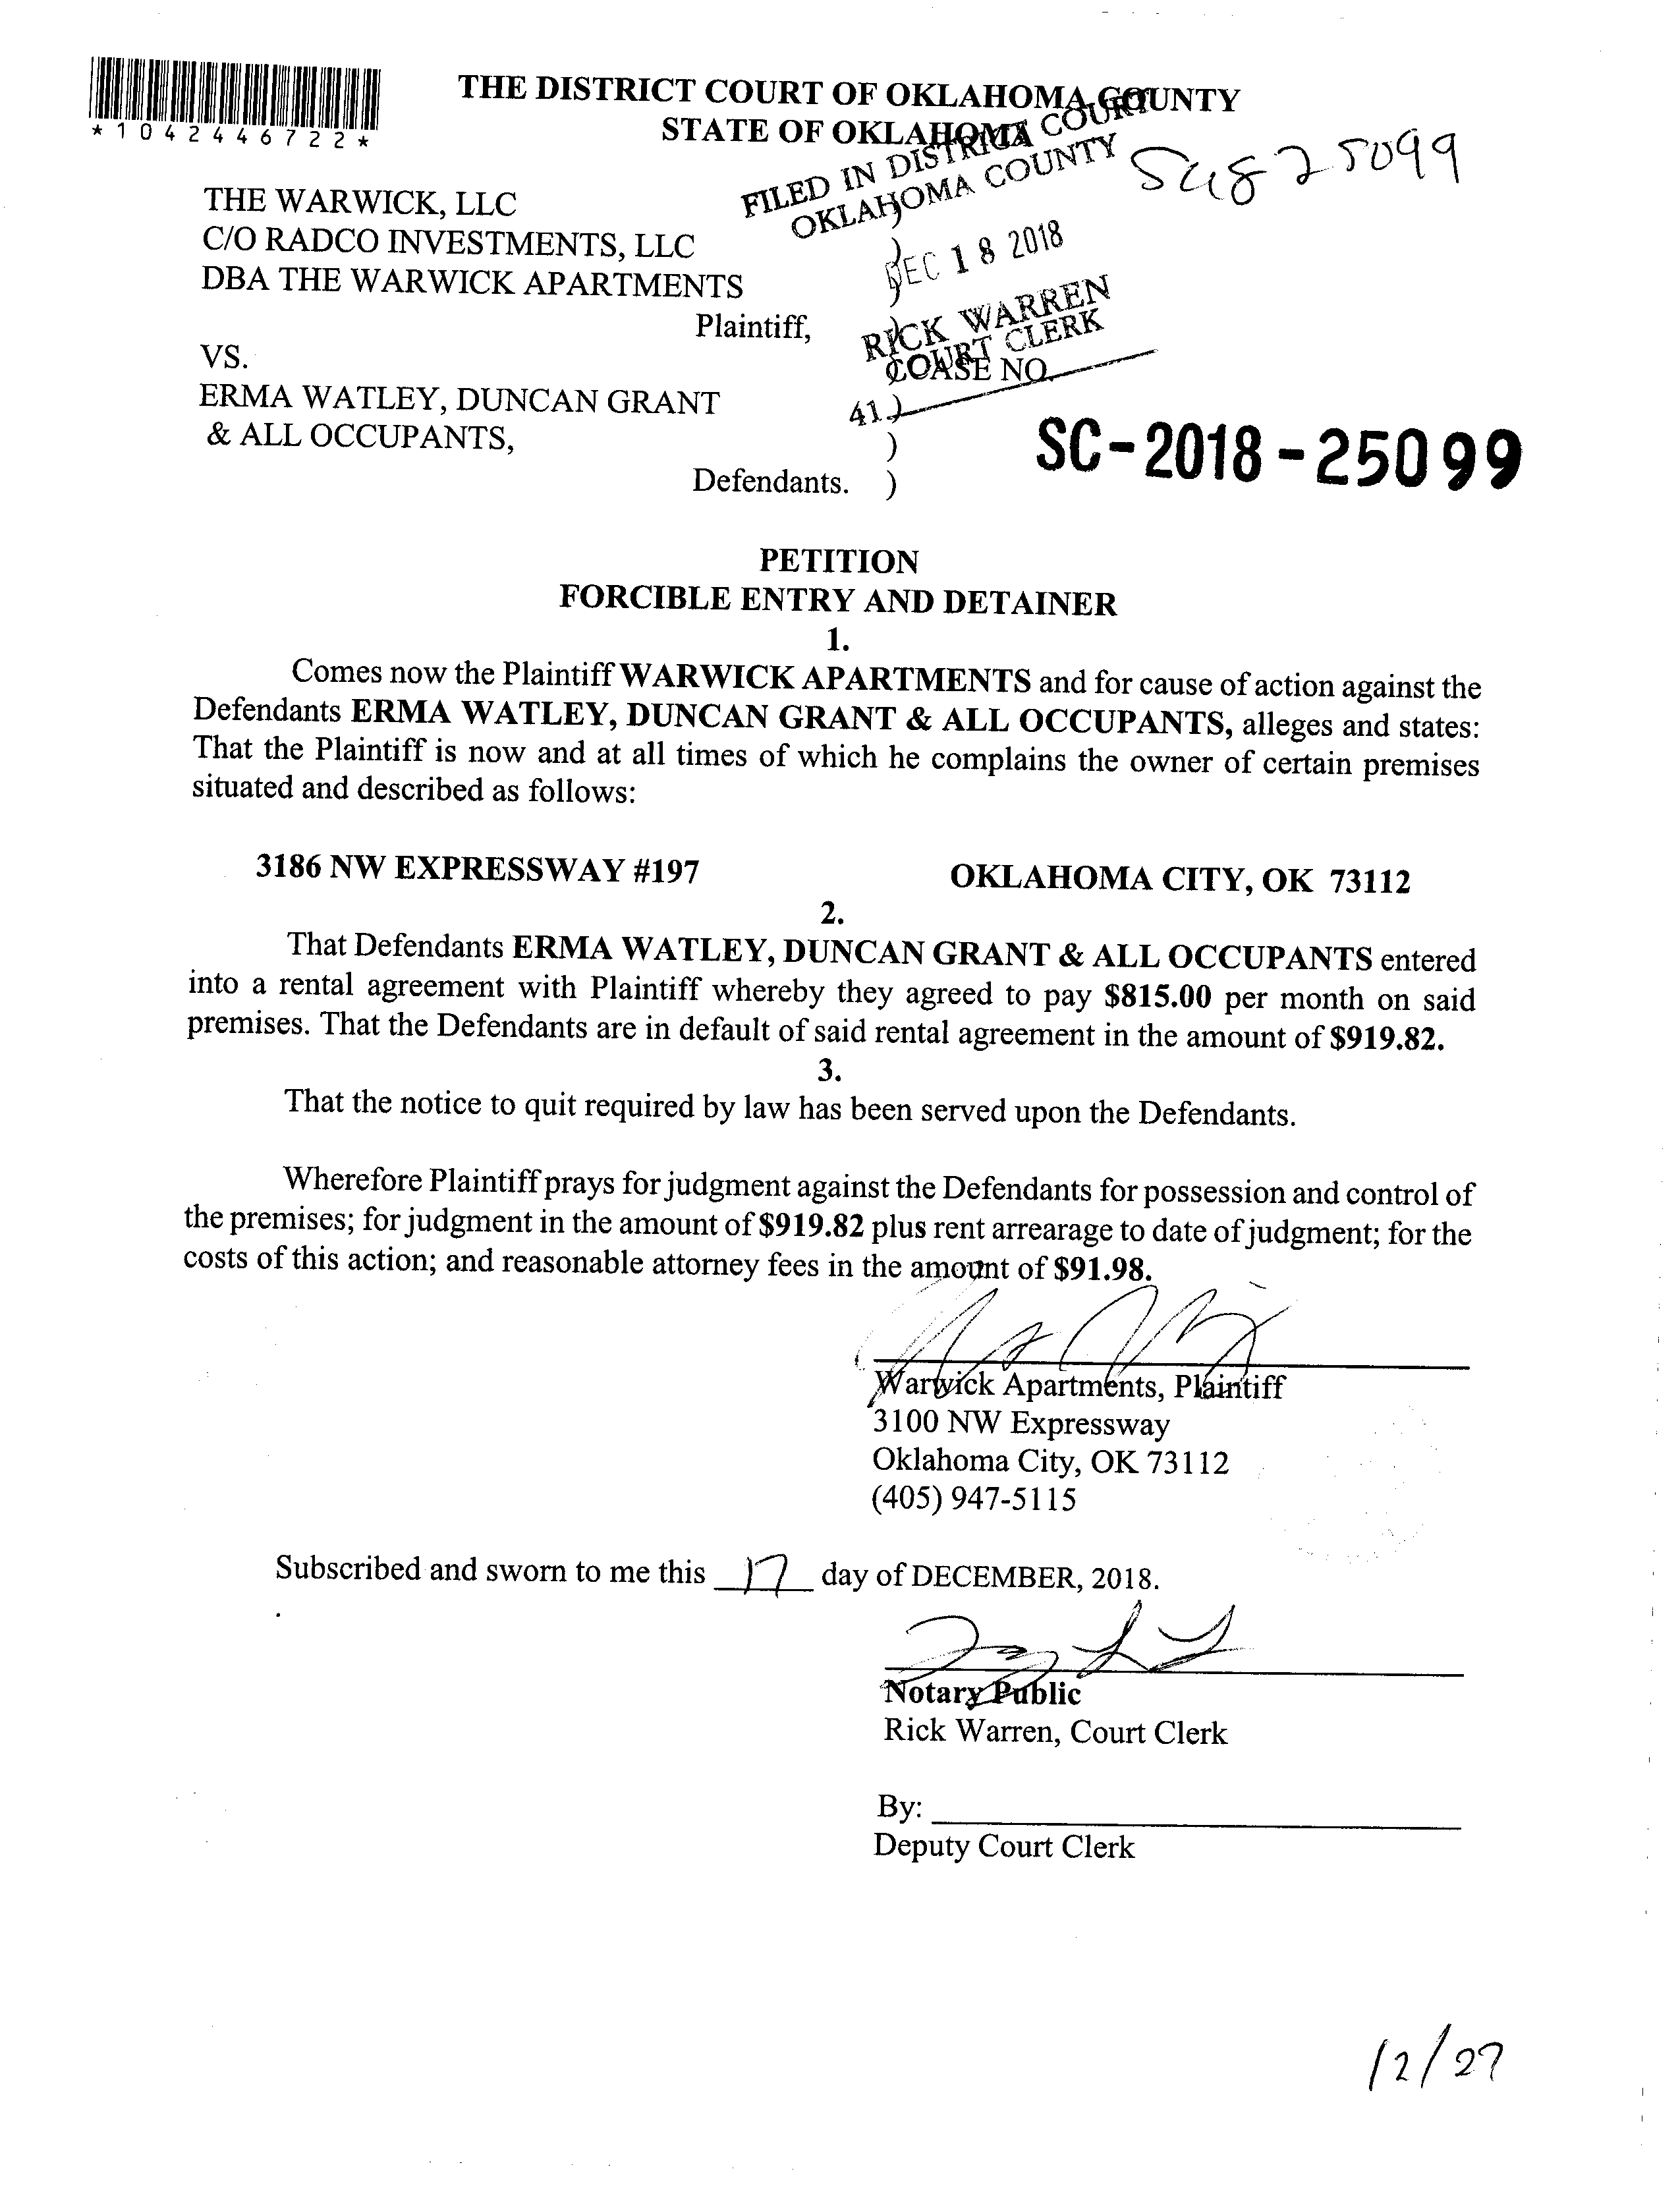 THE DISTRICT COURT OF OKLAHOMA COUNTY
STATE OF OKLAHOMA
*1042446722*
FILED IN DISTRICT COURT
OKLAHOMA COUNTY
DEC 18 2018
RICK WARREN
COURT CLERK
41
25099
THE WARWICK, LLC
C/O RADCO INVESTMENTS, LLC )
DBA THE WARWICK APARTMENTS )
Plaintiff,
VS.
CASE NO.
ERMA WATLEY, DUNCAN GRANT )
& ALL OCCUPANTS, )
Defendants. )
SC-2018-25099
PETITION
FORCIBLE ENTRY AND DETAINER
1.
Comes now the Plaintiff WARWICK APARTMENTS and for cause of action against the
Defendants ERMA WATLEY, DUNCAN GRANT & ALL OCCUPANTS, alleges and states:
That the Plaintiff is now and at all times of which he complains the owner of certain premises
situated and described as follows:
3186 NW EXPRESSWAY #197 OKLAHOMA CITY, OK 73112
2.
That Defendants ERMA WATLEY, DUNCAN GRANT & ALL OCCUPANTS entered
into a rental agreement with Plaintiff whereby they agreed to pay $815.00 per month on said
premises. That the Defendants are in default of said rental agreement in the amount of $919.82.
3.
That the notice to quit required by law has been served upon the Defendants.
Wherefore Plaintiff prays for judgment against the Defendants for possession and control of
the premises; for judgment in the amount of $919.82 plus rent arrearage to date of judgment; for the
costs of this action; and reasonable attorney fees in the amount of $91.98.
Warwick Apartments, Plaintiff
3100 NW Expressway
Oklahoma City, OK 73112
(405) 947-5115
Subscribed and sworn to me this 17 day of DECEMBER, 2018.
Notary Public
Rick Warren, Court Clerk
By:
Deputy Court Clerk
12/27